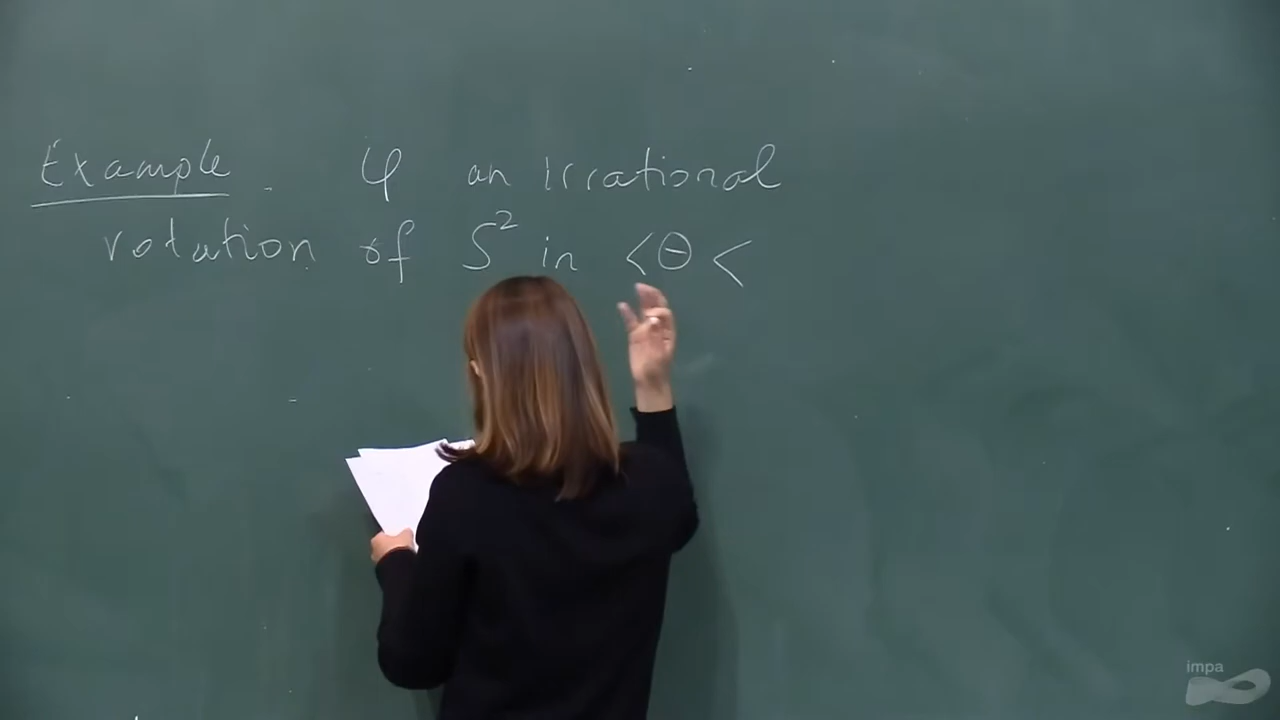 Example. φ an irrational
rotation of S² in <θ<
impa